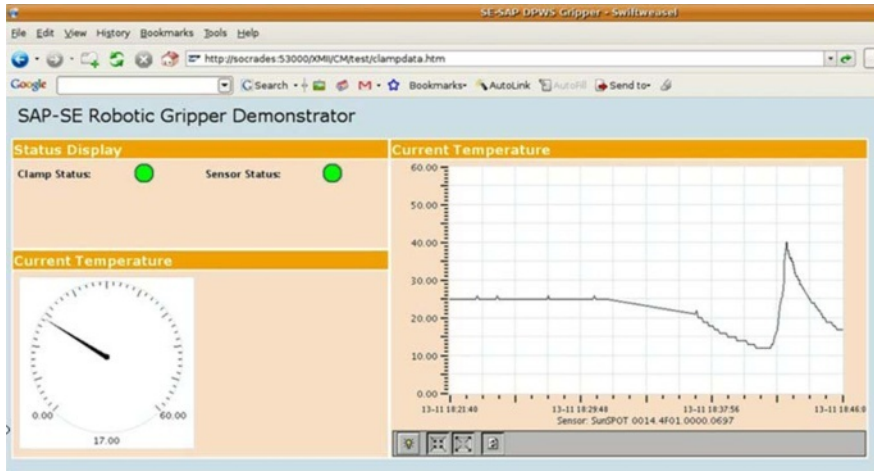 SE-SAP DPWS Gripper - Swiftweasel
File Edit View History Bookmarks Tools Help
http://socrades:53000/XMII/CM/test/clampdata.htm
Google Search Bookmarks AutoLink AutoFill Send to
SAP-SE Robotic Gripper Demonstrator
Status Display
Clamp Status: Sensor Status:
Current Temperature
0.00 60.00
17.00
Current Temperature
60.00
50.00
40.00
30.00
20.00
10.00
0.00
13-11 18:21:40 13-11 18:29:48 13-11 18:37:56 13-11 18:46:0
Sensor: SunSPOT 0014.4F01.0000.0697